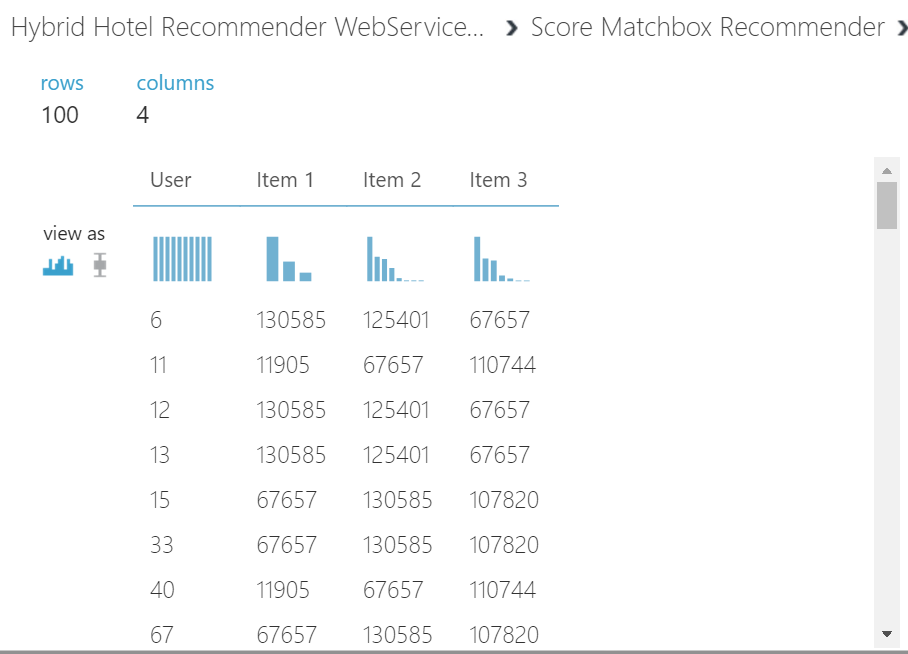 Hybrid Hotel Recommender WebService... › Score Matchbox Recommender ›
rows columns
100 4
User Item 1 Item 2 Item 3
view as
6 130585 125401 67657
11 11905 67657 110744
12 130585 125401 67657
13 130585 125401 67657
15 67657 130585 107820
33 67657 130585 107820
40 11905 67657 110744
67 67657 130585 107820